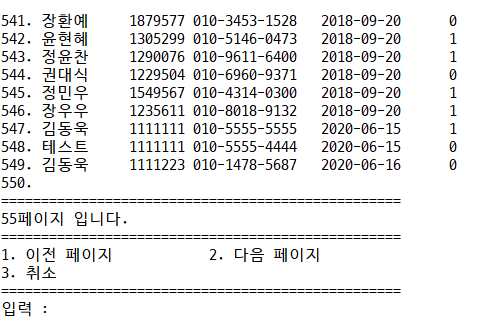 541. 장환예 1879577 010-3453-1528 2018-09-20 0
542. 윤현혜 1305299 010-5146-0473 2018-09-20 1
543. 정윤찬 1290076 010-9611-6400 2018-09-20 1
544. 권대식 1229504 010-6960-9371 2018-09-20 0
545. 정민우 1549567 010-4314-0300 2018-09-20 1
546. 장우우 1235611 010-8018-9132 2018-09-20 1
547. 김동욱 1111111 010-5555-5555 2020-06-15 1
548. 테스트 1111111 010-5555-4444 2020-06-15 0
549. 김동욱 1111223 010-1478-5687 2020-06-16 0
550.
==================================================
55페이지 입니다.
==================================================
1. 이전 페이지 2. 다음 페이지
3. 취소
==================================================
입력 :